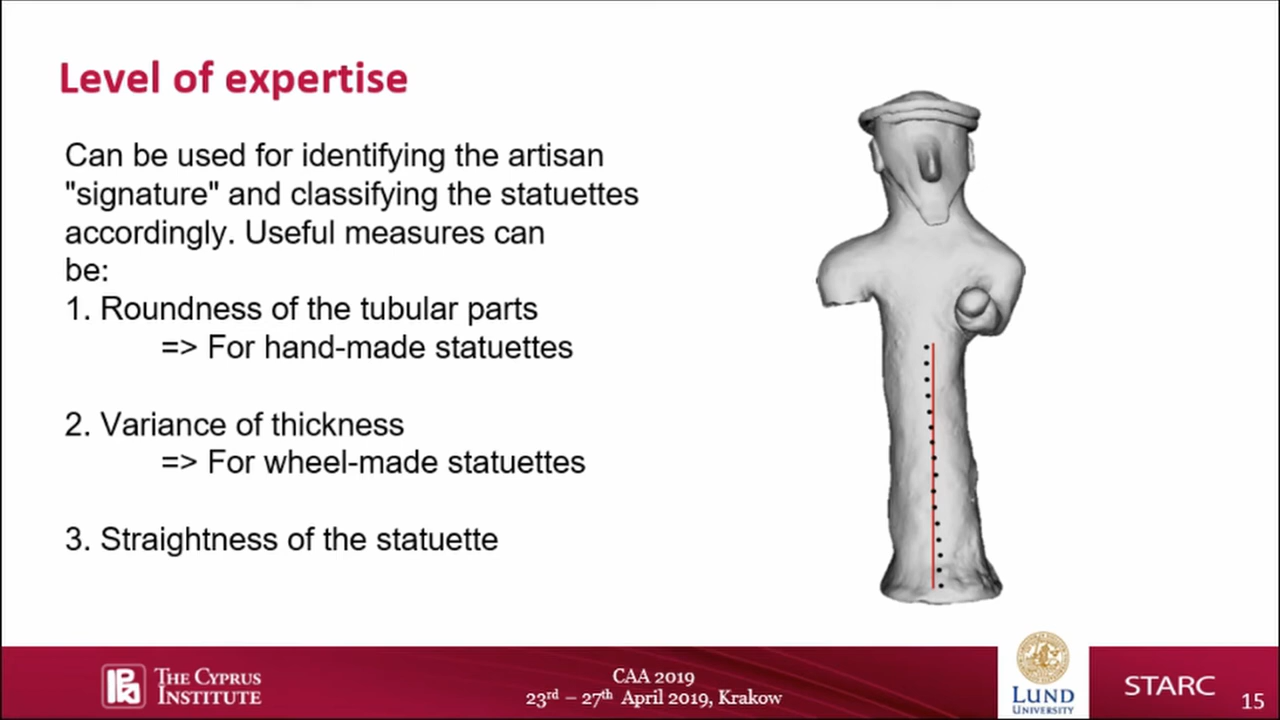 Level of expertise
Can be used for identifying the artisan
"signature" and classifying the statuettes
accordingly. Useful measures can
be:
1. Roundness of the tubular parts
=> For hand-made statuettes
2. Variance of thickness
=> For wheel-made statuettes
3. Straightness of the statuette
THE CYPRUS
INSTITUTE
CAA 2019
23rd – 27th April 2019, Krakow
LUND
UNIVERSITY
STARC
15